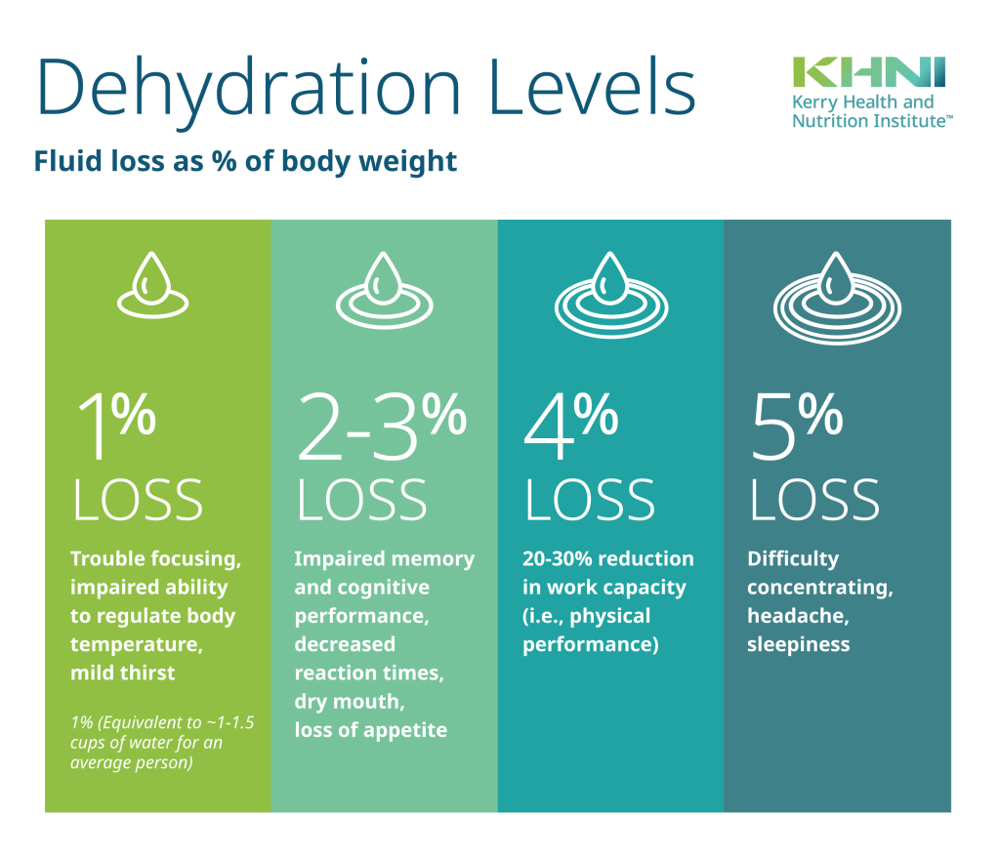 Dehydration Levels
KHNI
Kerry Health and
Nutrition Institute™
Fluid loss as % of body weight
1%
LOSS
Trouble focusing,
impaired ability
to regulate body
temperature,
mild thirst
1% (Equivalent to ~1-1.5
cups of water for an
average person)
2-3%
LOSS
Impaired memory
and cognitive
performance,
decreased
reaction times,
dry mouth,
loss of appetite
4%
LOSS
20-30% reduction
in work capacity
(i.e., physical
performance)
5%
LOSS
Difficulty
concentrating,
headache,
sleepiness